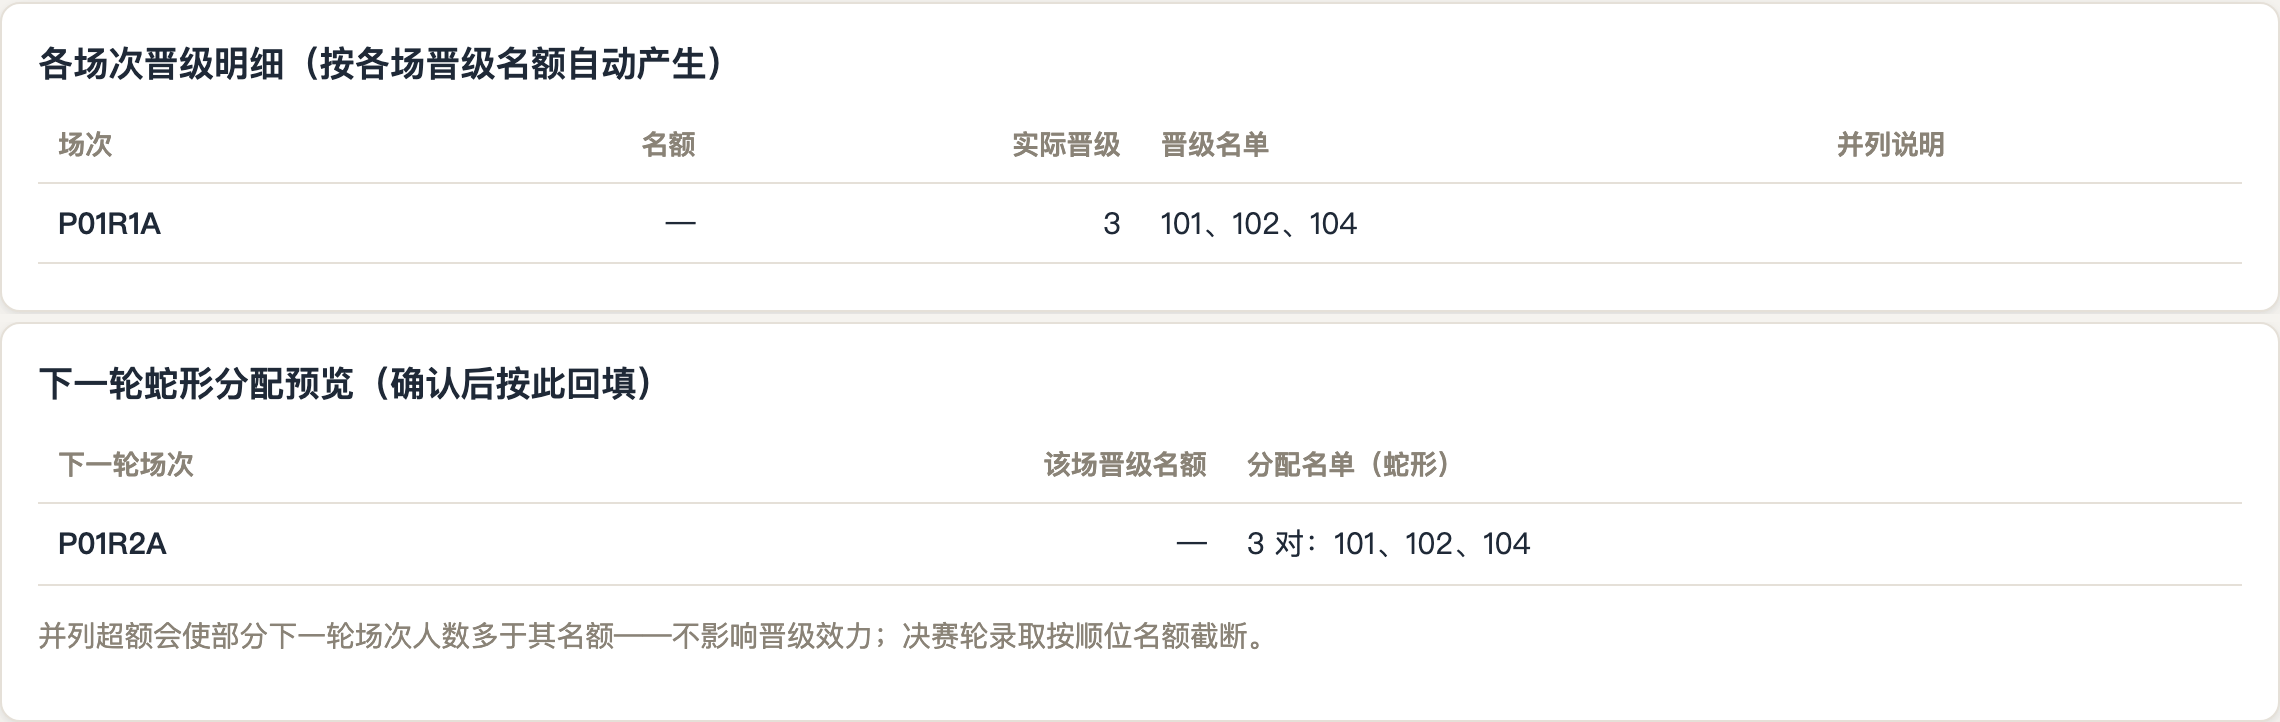 各场次晋级明细（按各场晋级名额自动产生）
场次 名额 实际晋级 晋级名单 并列说明
P01R1A — 3 101、102、104
下一轮蛇形分配预览（确认后按此回填）
下一轮场次 该场晋级名额 分配名单（蛇形）
P01R2A — 3 对：101、102、104
并列超额会使部分下一轮场次人数多于其名额——不影响晋级效力；决赛轮录取按顺位名额截断。